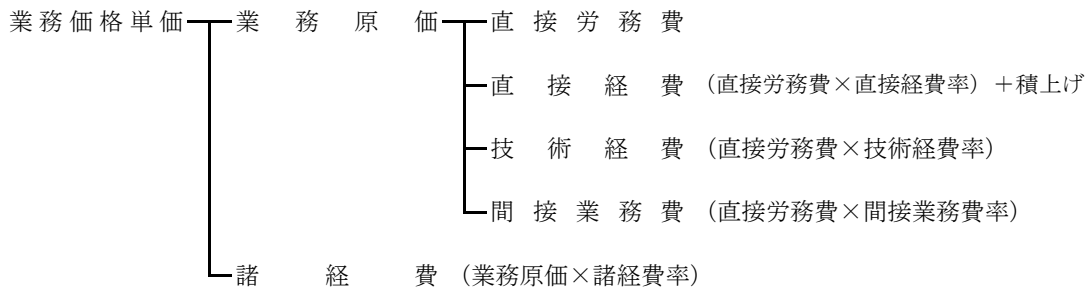 業務価格単価 業務原価 直接労務費
直接経費 (直接労務費×直接経費率)+積上げ
技術経費 (直接労務費×技術経費率)
間接業務費 (直接労務費×間接業務費率)
諸経費 (業務原価×諸経費率)